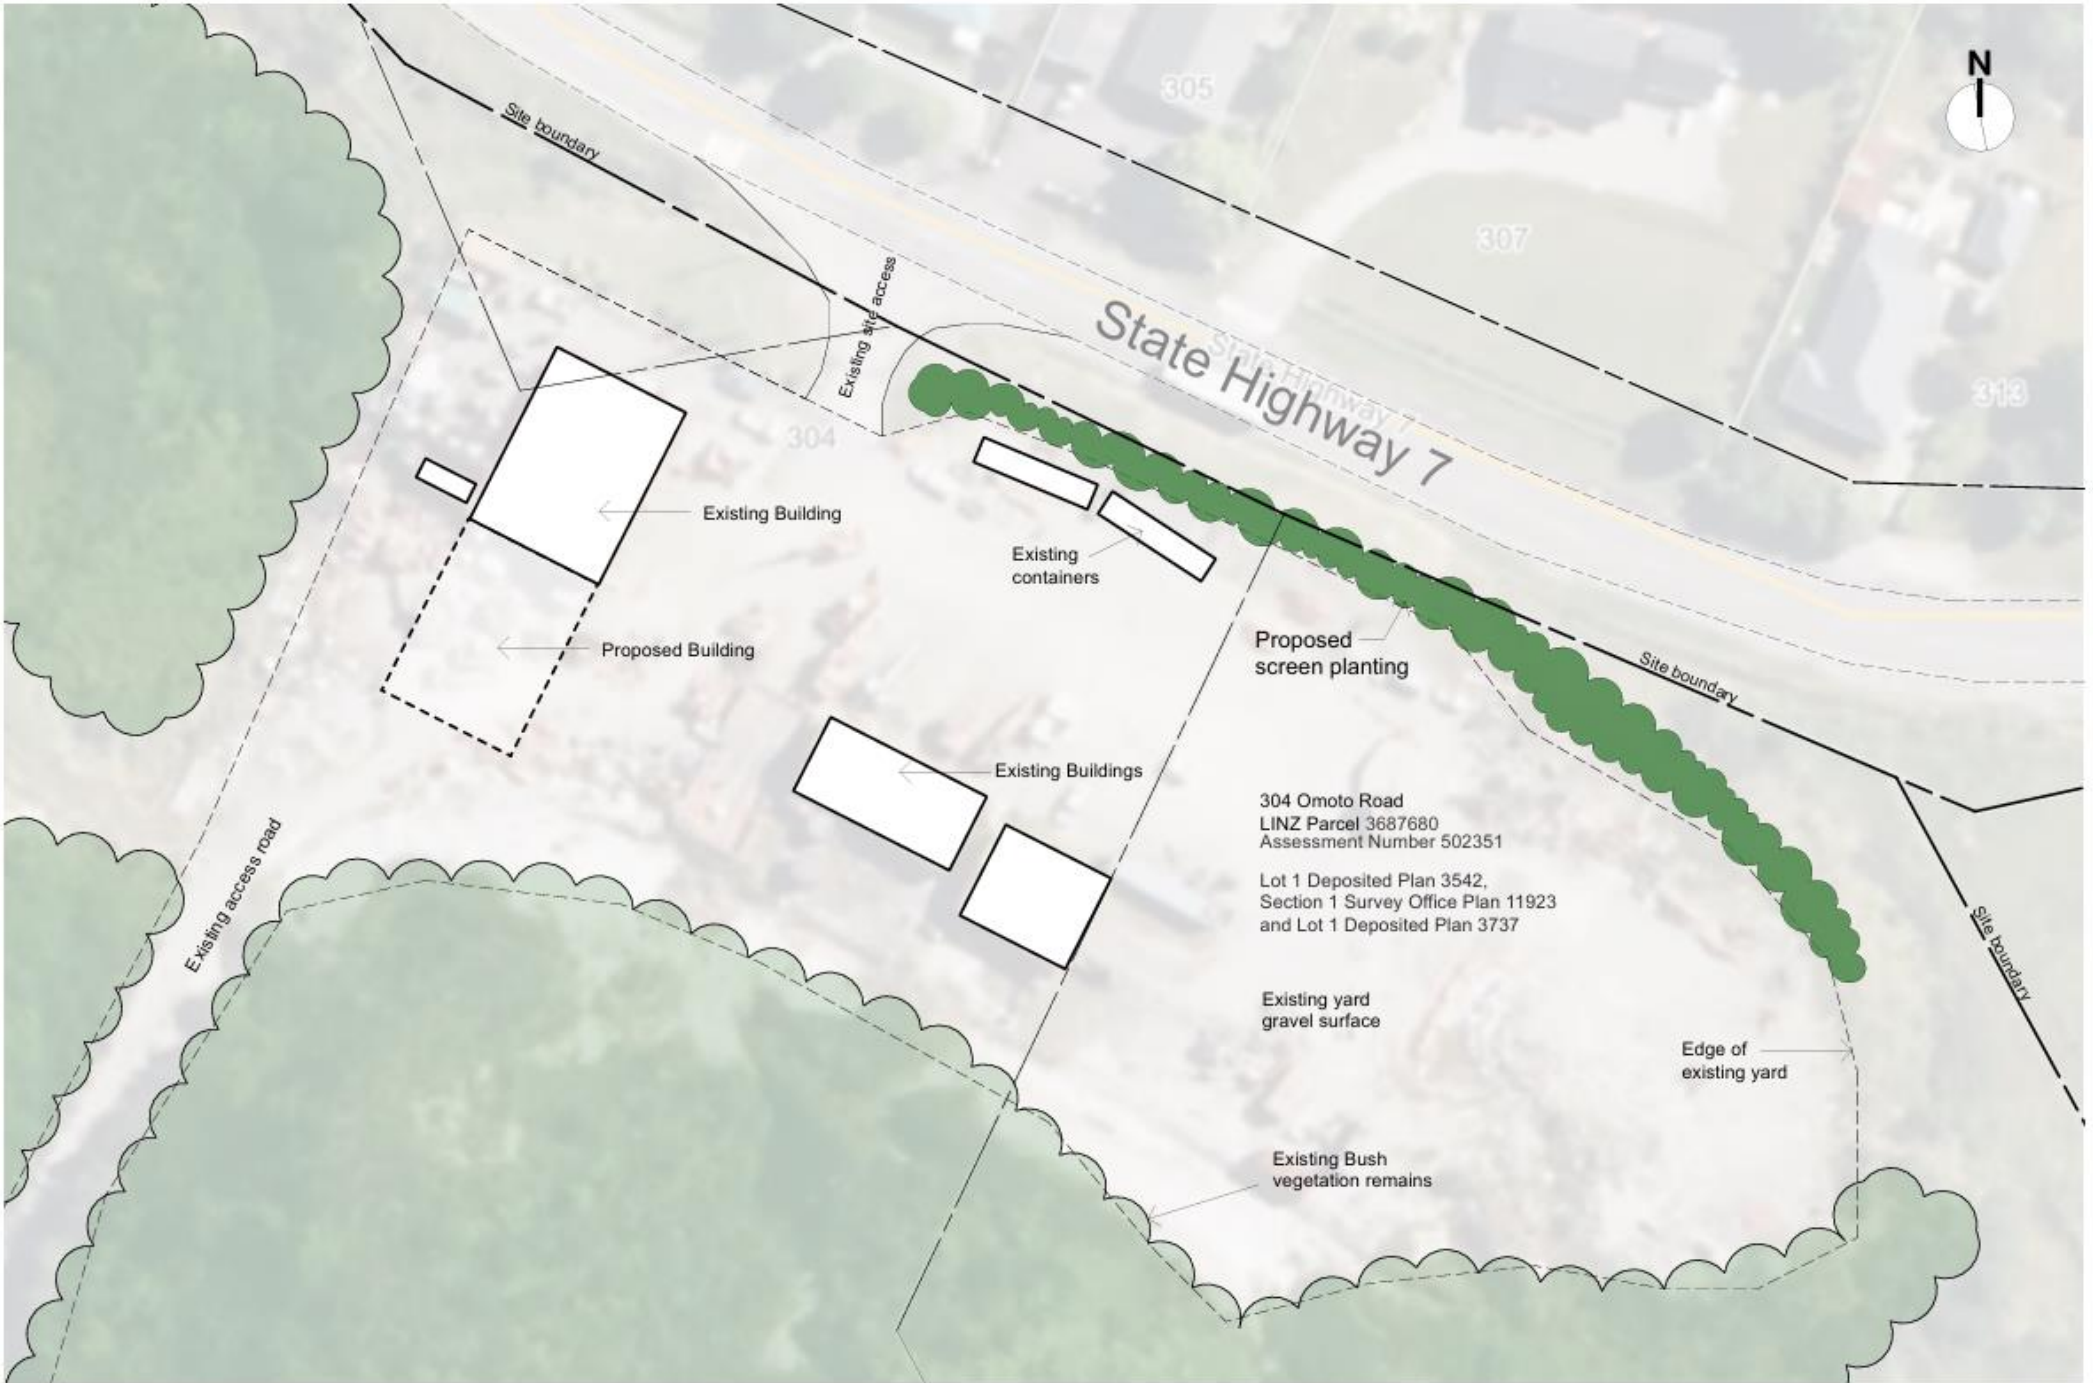 N
305
Site boundary
307
Existing site access
State Highway 7
State Highway 7
313
304
Existing Building
Existing
containers
Proposed Building
Proposed
screen planting
Site boundary
Existing Buildings
304 Omoto Road
LINZ Parcel 3687680
Assessment Number 502351
Lot 1 Deposited Plan 3542,
Section 1 Survey Office Plan 11923
and Lot 1 Deposited Plan 3737
Existing access road
Site boundary
Existing yard
gravel surface
Edge of
existing yard
Existing Bush
vegetation remains